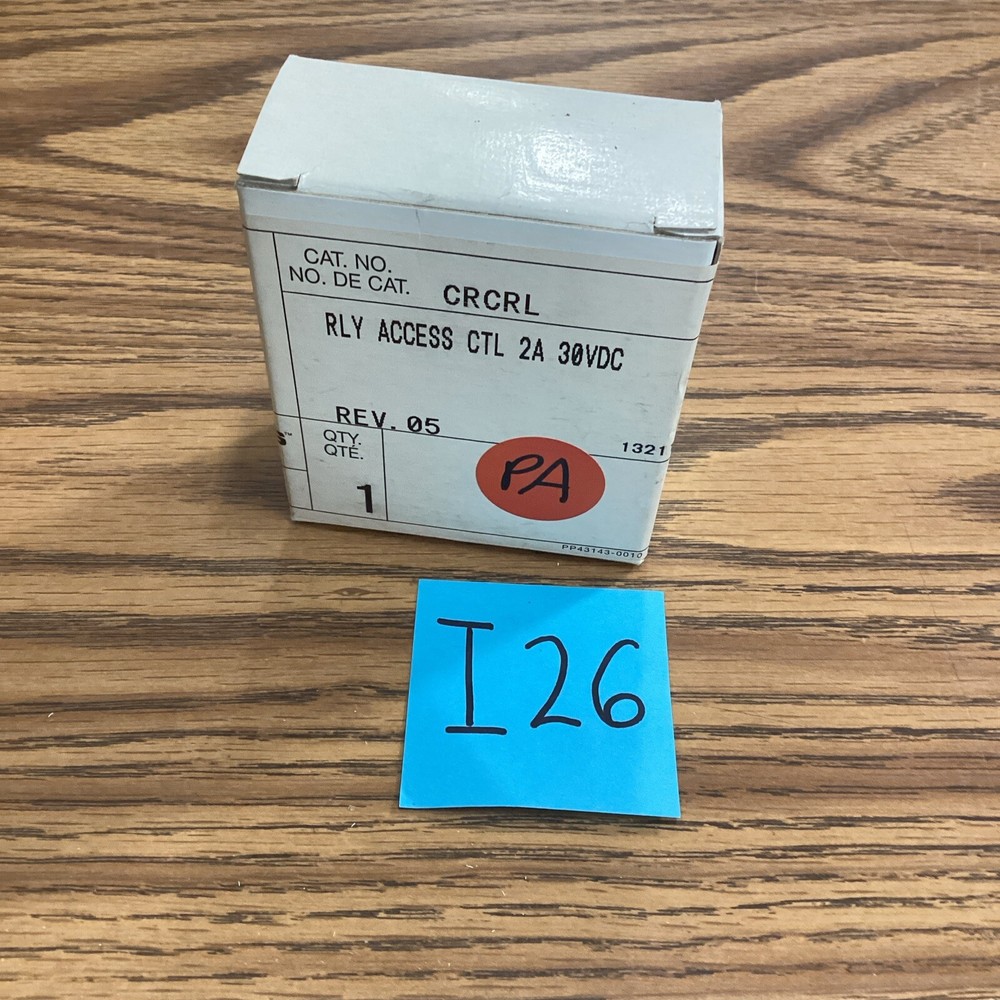 CAT. NO.
NO. DE CAT.
CRCRL
RLY ACCESS CTL 2A 30VDC
REV. 05
1321
QTY.
QTÉ.
1
PA
PP43143-0010
I26